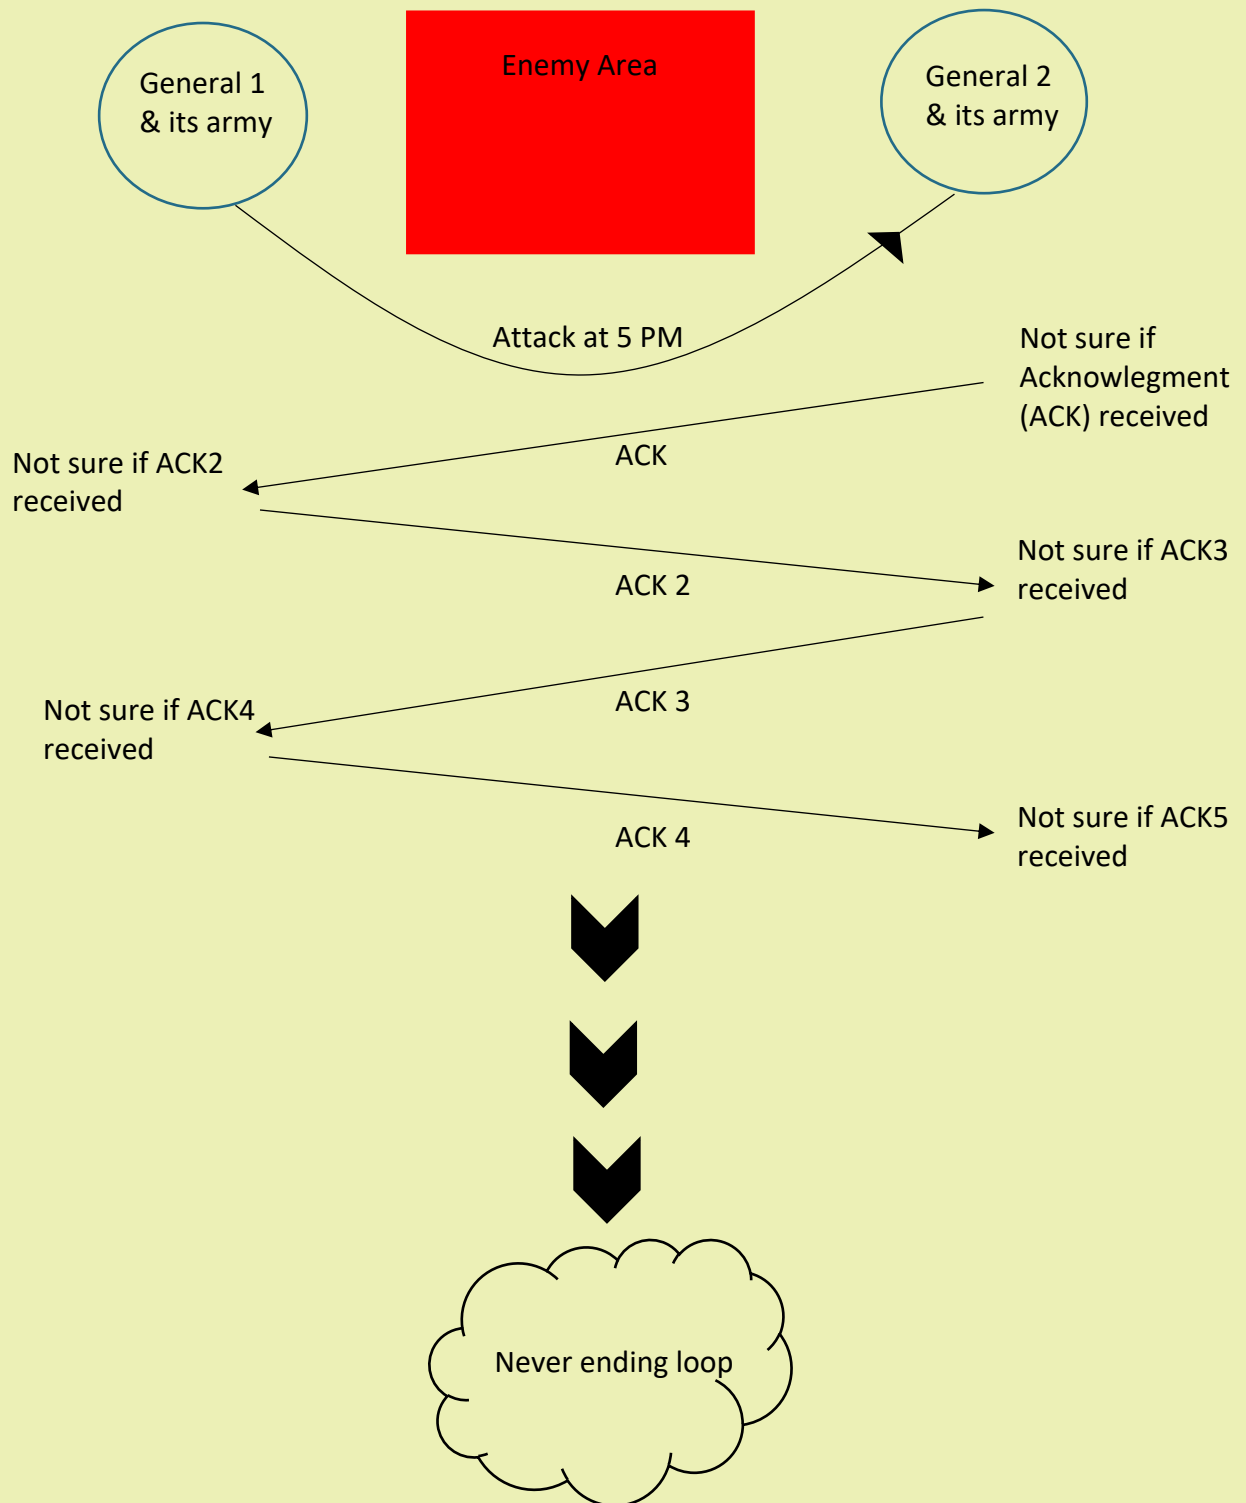 General 1
& its army
Enemy Area
General 2
& its army
Attack at 5 PM
Not sure if
Acknowlegment
(ACK) received
ACK
Not sure if ACK2
received
ACK 2
Not sure if ACK3
received
ACK 3
Not sure if ACK4
received
ACK 4
Not sure if ACK5
received
Never ending loop